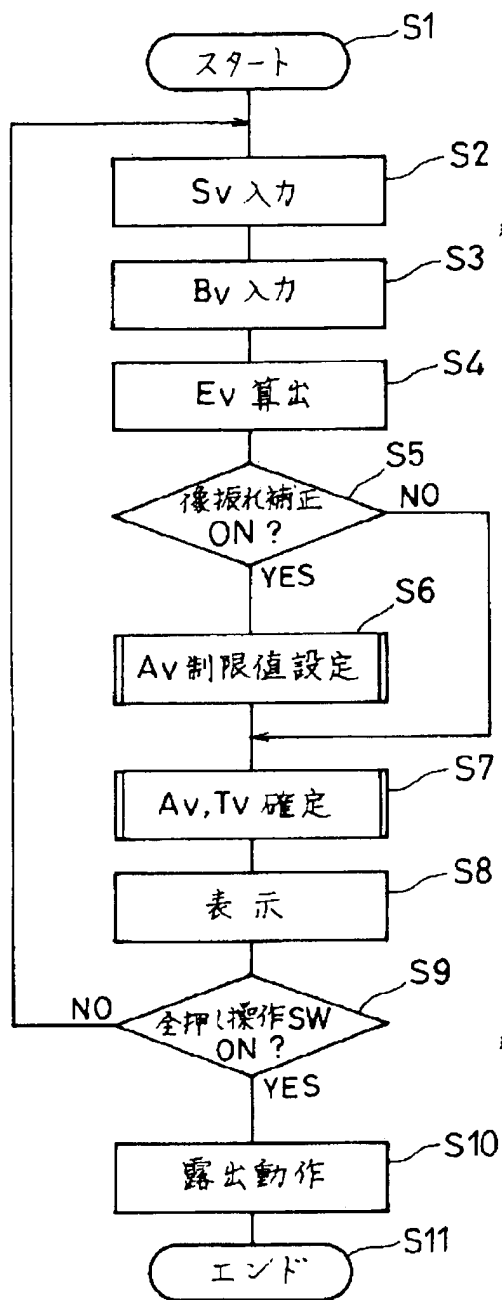 S1
スタート
S2
Sv 入力
S3
Bv 入力
S4
Ev 算出
S5
像振れ補正
ON ?
NO
YES
S6
Av 制限値設定
S7
Av, Tv 確定
S8
表示
S9
全押し操作SW
ON ?
NO
YES
S10
露出動作
S11
エンド